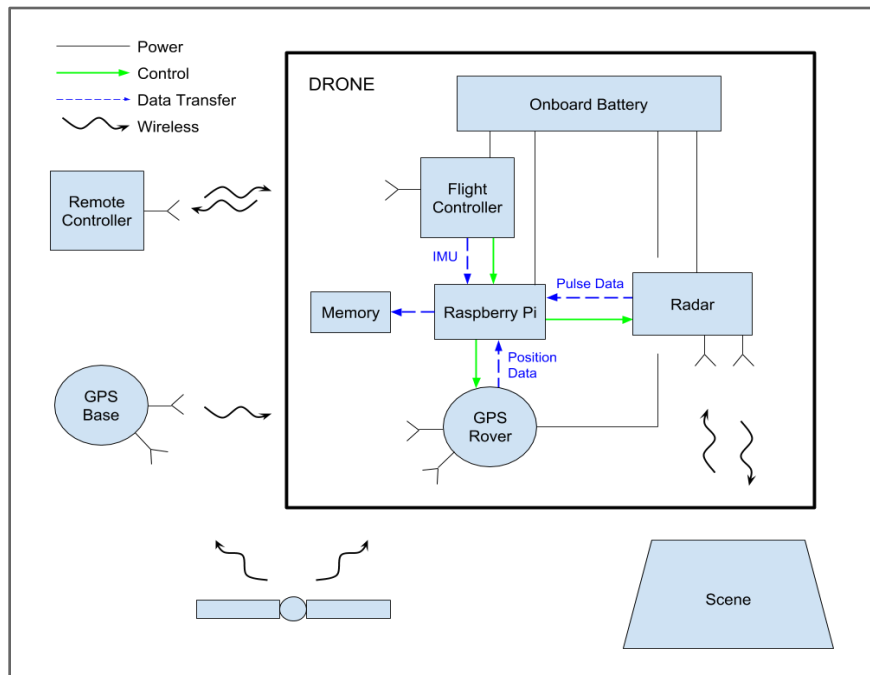 Power
Control
Data Transfer
Wireless
DRONE
Onboard Battery
Remote
Controller
Flight
Controller
IMU
Pulse Data
Memory
Raspberry Pi
Radar
Position
Data
GPS
Base
GPS
Rover
Scene